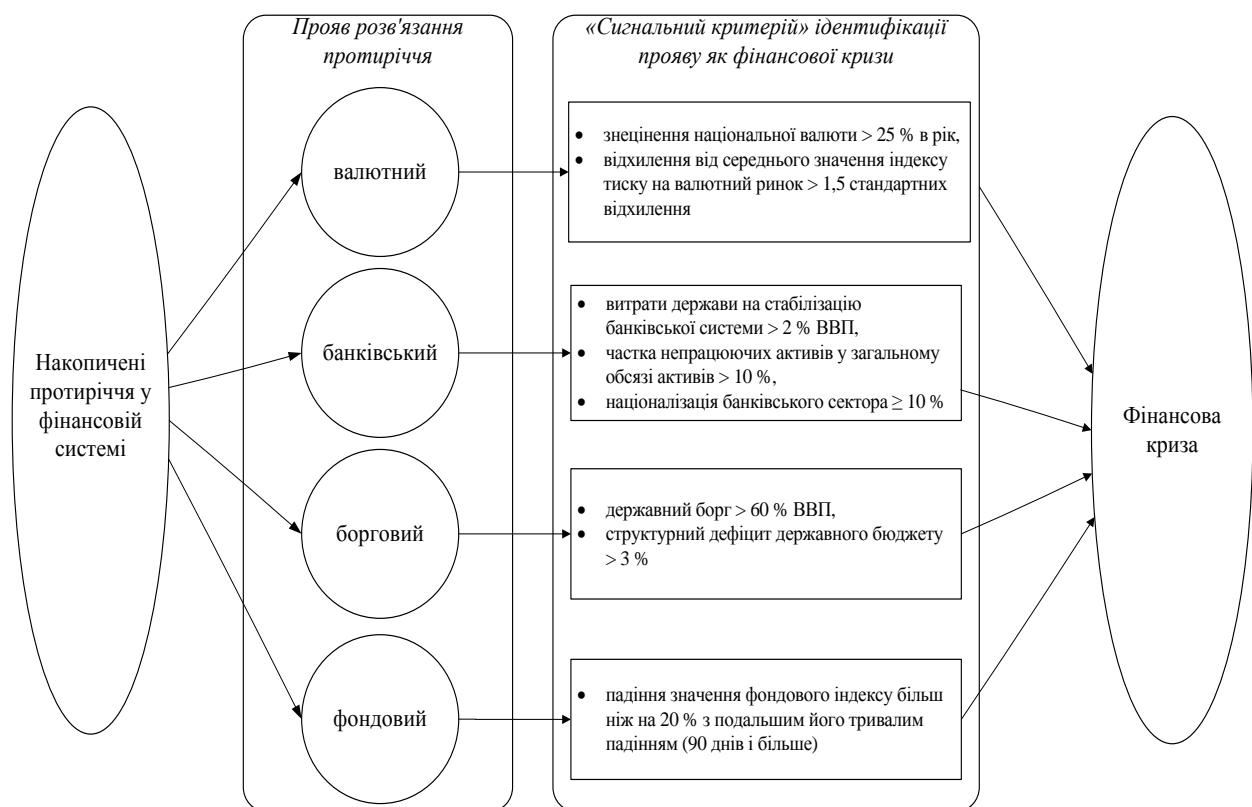 Прояв розв'язання
протиріччя
«Сигнальний критерій» ідентифікації
прояву як фінансової кризи
Накопичені
протиріччя у
фінансовій
системі
валютний
• знецінення національної валюти > 25 % в рік,
• відхилення від середнього значення індексу
тиску на валютний ринок > 1,5 стандартних
відхилення
банківський
• витрати держави на стабілізацію
банківської системи > 2 % ВВП,
• частка непрацюючих активів у загальному
обсязі активів > 10 %,
• націоналізація банківського сектора ≥ 10 %
борговий
• державний борг > 60 % ВВП,
• структурний дефіцит державного бюджету
> 3 %
фондовий
• падіння значення фондового індексу більш
ніж на 20 % з подальшим його тривалим
падінням (90 днів і більше)
Фінансова
криза